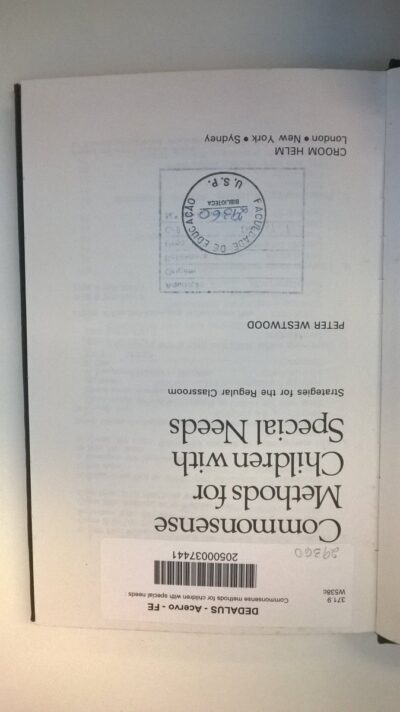 DEDALUS - Acervo - FE
371.9
W538c
Commonsense methods for children with special needs
20500037441
29360
Commonsense
Methods for
Children with
Special Needs
Strategies for the Regular Classroom
PETER WESTWOOD
FACULDADE DE EDUCAÇÃO
BIBLIOTECA
29360
U.S.P.
CROOM HELM
London • New York • Sydney